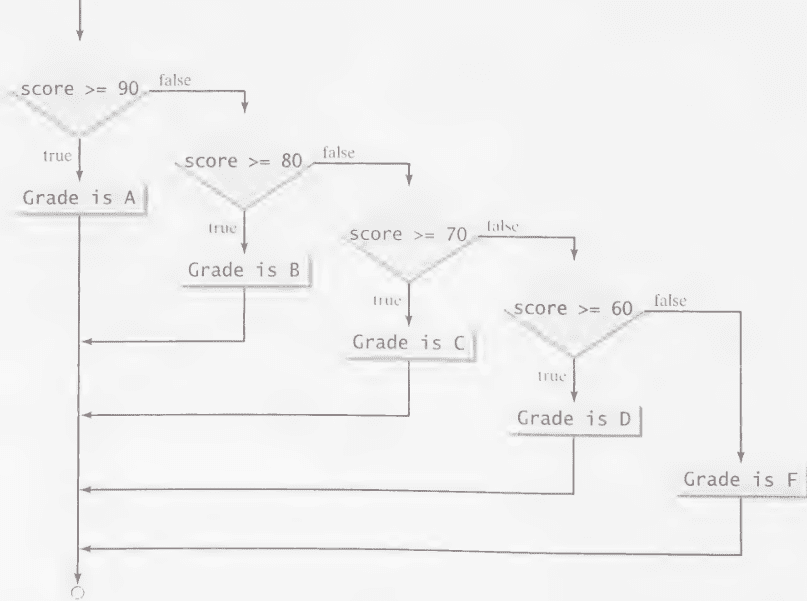 score >= 90
false
true
Grade is A
score >= 80
false
true
Grade is B
score >= 70
false
true
Grade is C
score >= 60
false
true
Grade is D
Grade is F